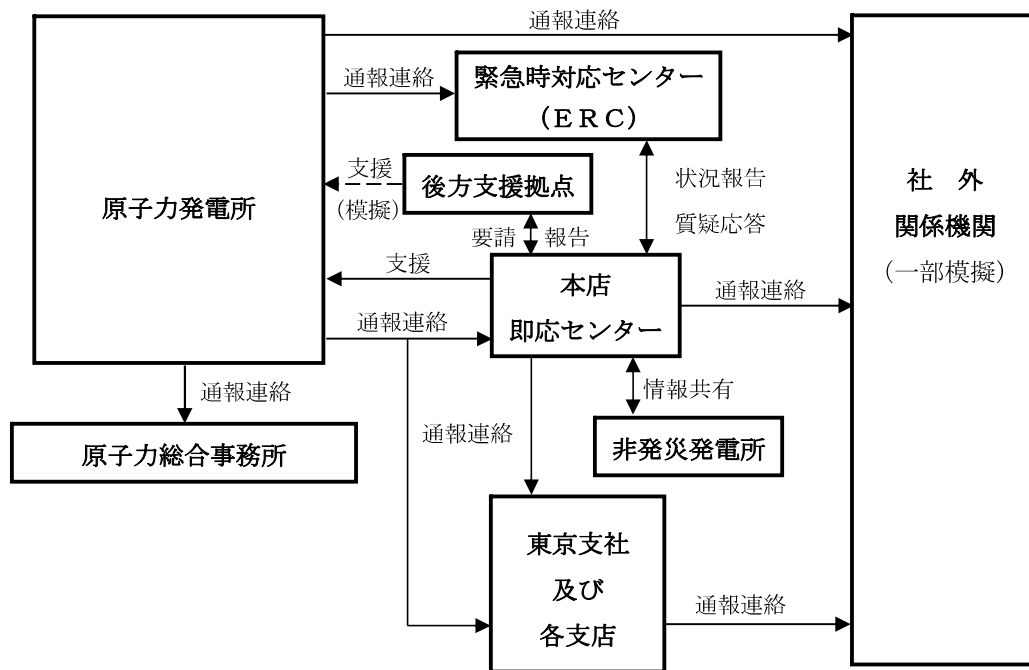 通報連絡
通報連絡
緊急時対応センター
（ＥＲＣ）
原子力発電所
支援
(模擬)
後方支援拠点
状況報告
質疑応答
社　外
関係機関
（一部模擬）
要請
報告
支援
本店
即応センター
通報連絡
通報連絡
通報連絡
情報共有
原子力総合事務所
通報連絡
非発災発電所
東京支社
及び
各支店
通報連絡